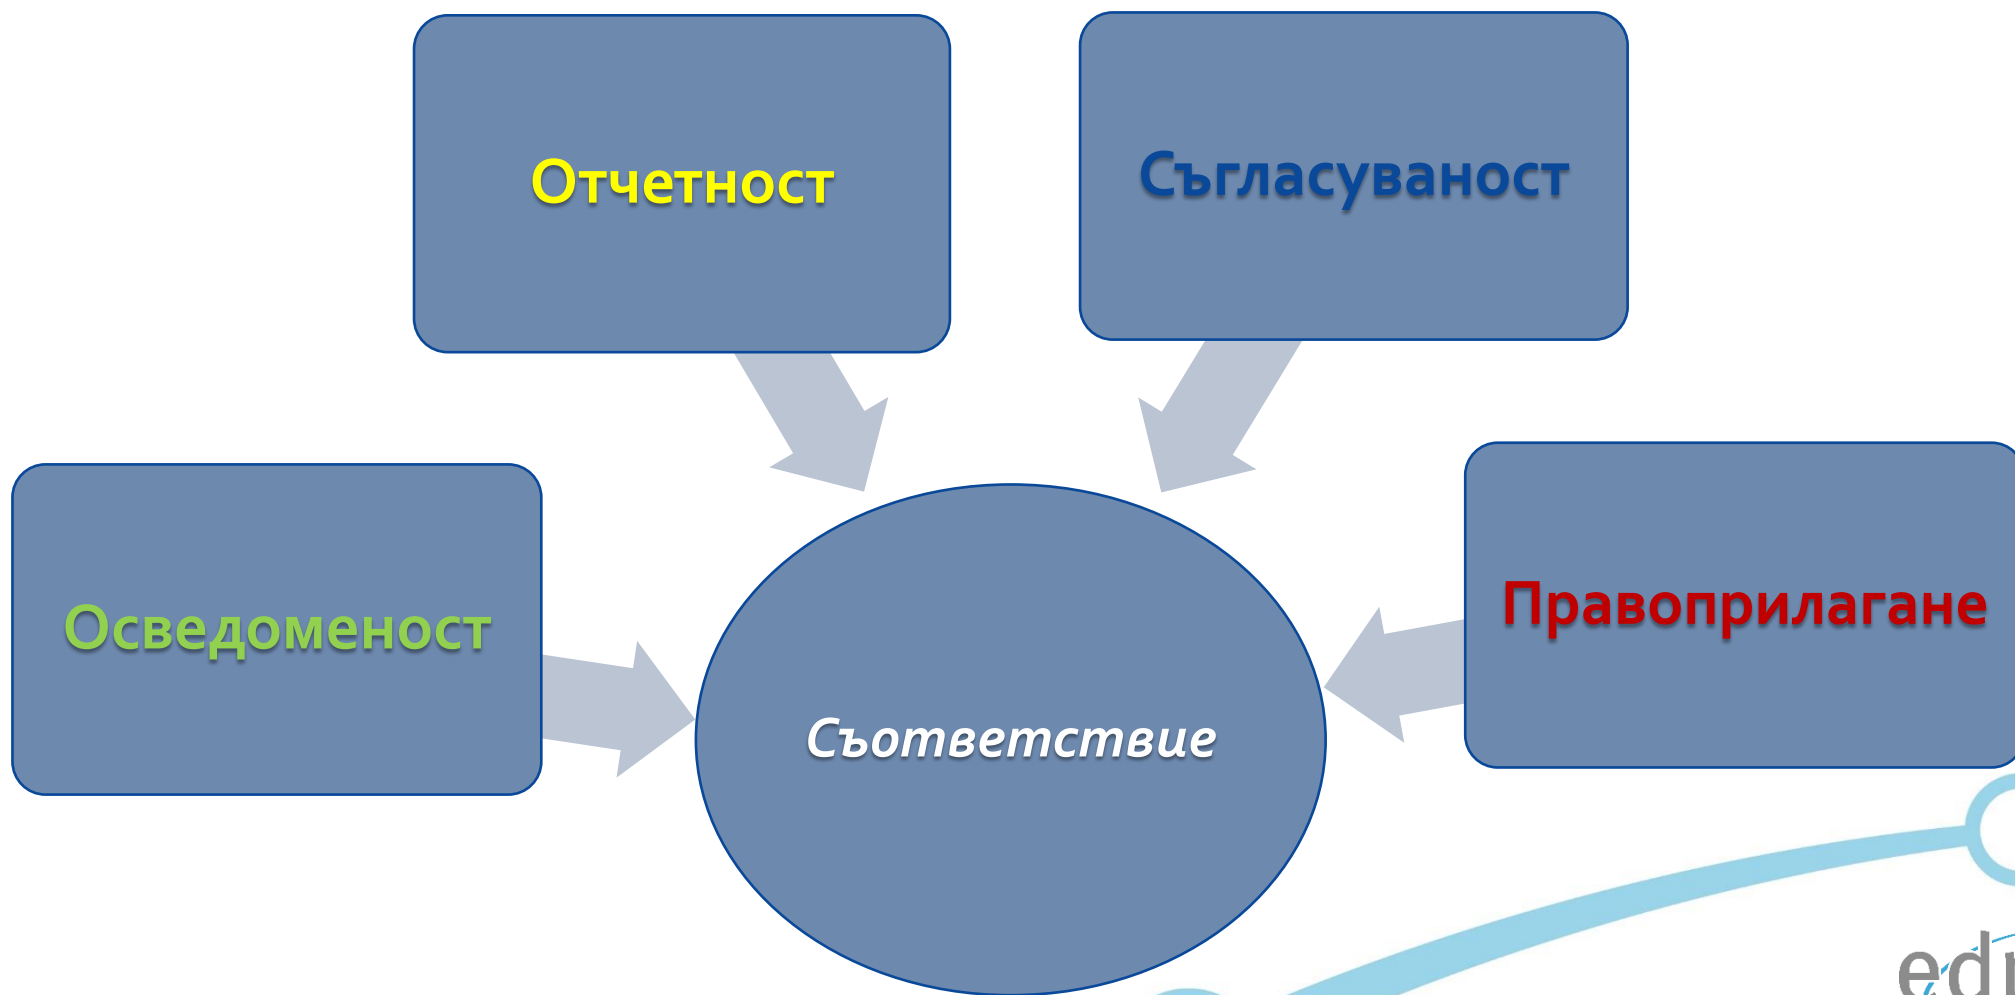 Отчетност
Съгласуваност
Осведоменост
Правоприлагане
Съответствие